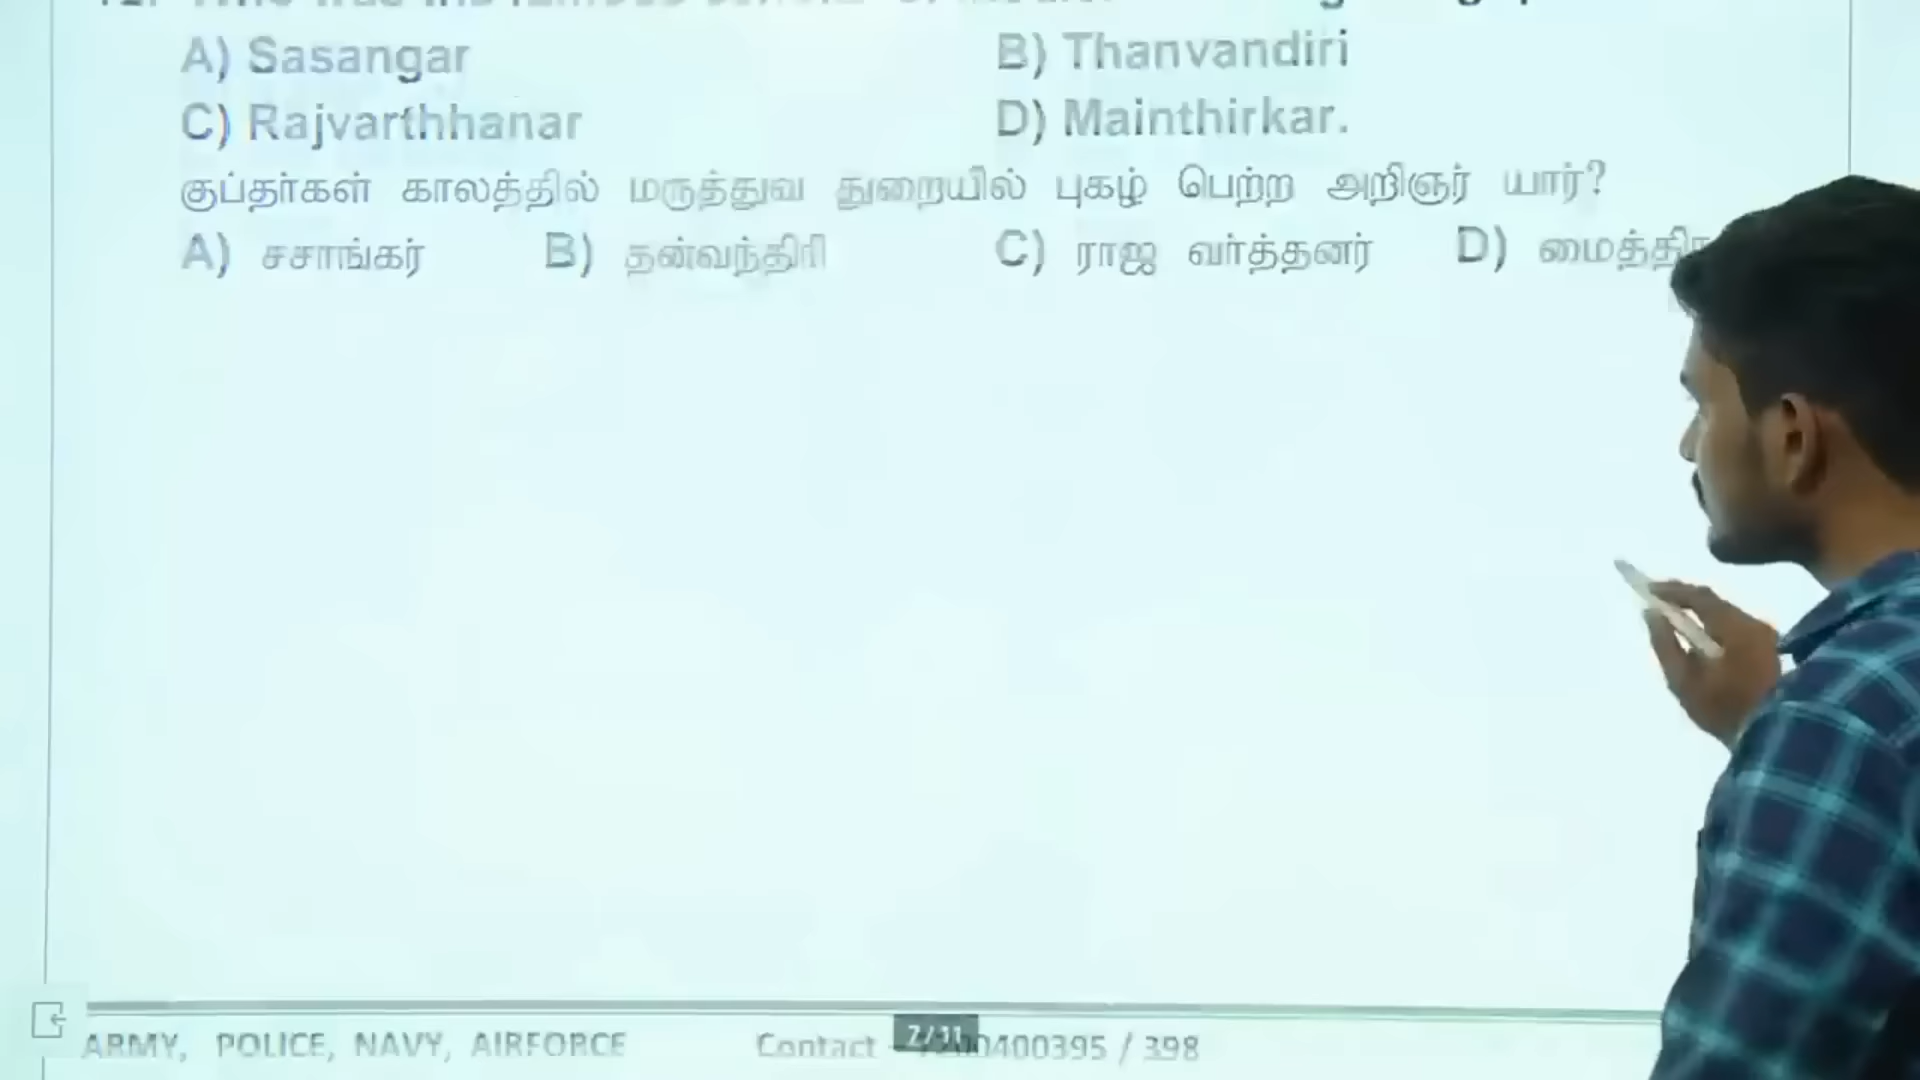 A) Sasangar B) Thanvandiri
C) Rajvarthhanar D) Mainthirkar.
குப்தர்கள் காலத்தில் மருத்துவ துறையில் புகழ் பெற்ற அறிஞர் யார்?
A) சசாங்கர் B) தன்வந்திரி C) ராஜ வர்த்தனர் D)
ARMY, POLICE, NAVY, AIRFORCE Contact - 400395 / 398